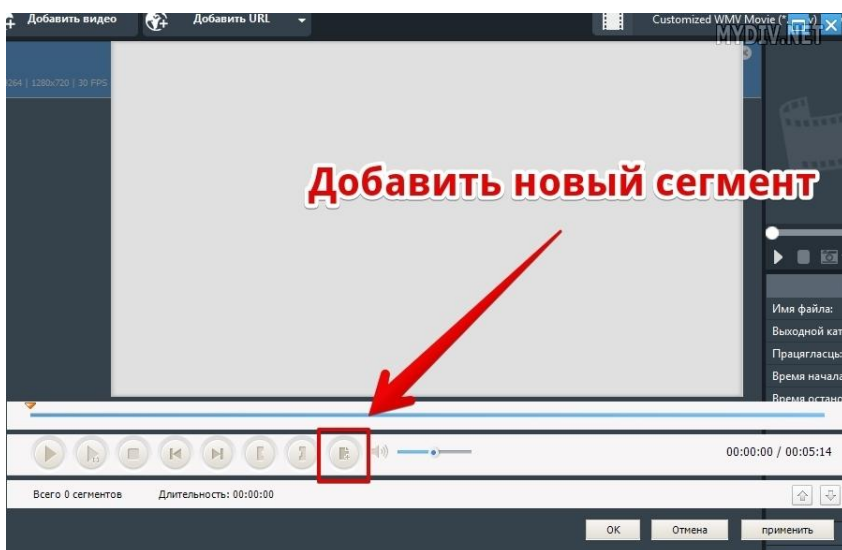 Добавить видео
Добавить URL
Customized WMV Movie (*.
MYDIV.NET
264 | 1280x720 | 30 FPS
Добавить новый сегмент
Имя файла:
Выходной кат
Працягласць:
Время начала
Время остано
00:00:00 / 00:05:14
Всего 0 сегментов
Длительность: 00:00:00
OK
Отмена
применить